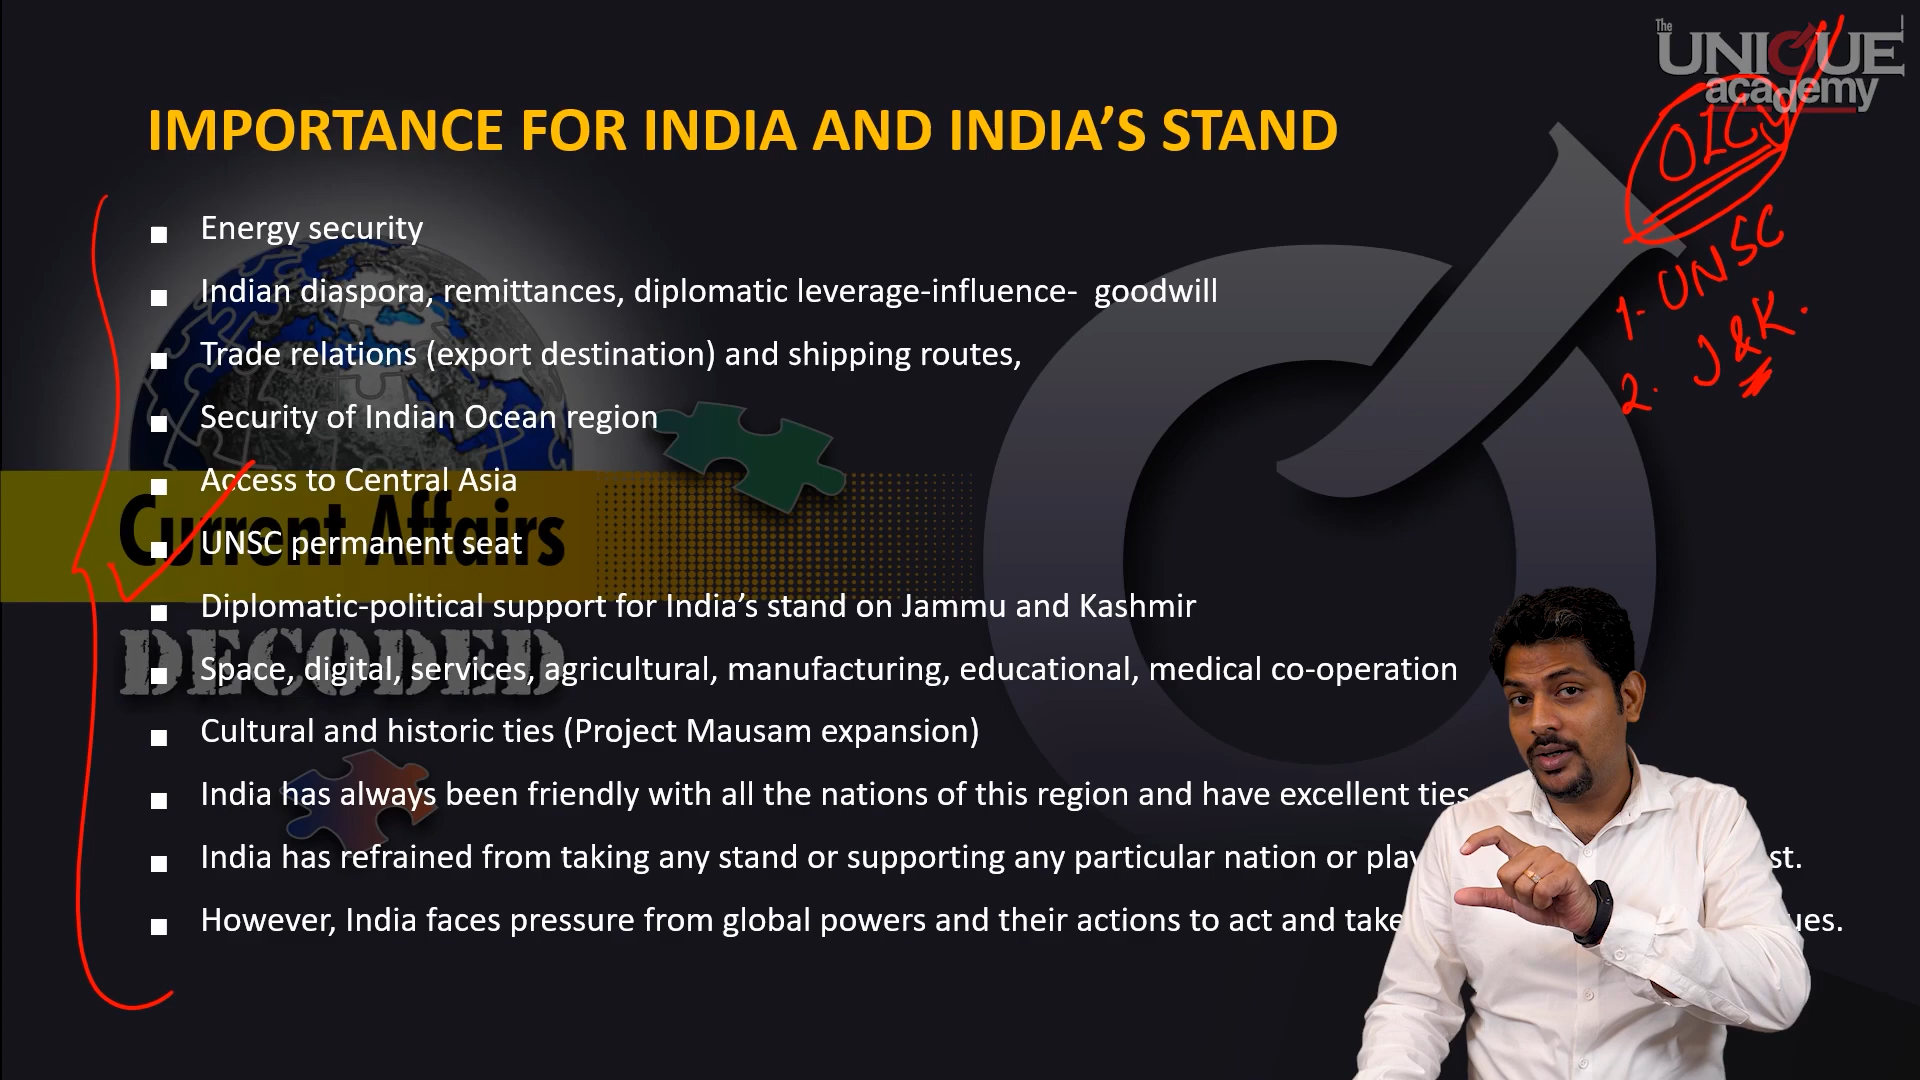 The
UNIQUE
academy
IMPORTANCE FOR INDIA AND INDIA’S STAND
OIC
1. UNSC
2. J&K.
Energy security
Indian diaspora, remittances, diplomatic leverage-influence- goodwill
Trade relations (export destination) and shipping routes,
Security of Indian Ocean region
Access to Central Asia
UNSC permanent seat
Diplomatic-political support for India’s stand on Jammu and Kashmir
Space, digital, services, agricultural, manufacturing, educational, medical co-operation
Cultural and historic ties (Project Mausam expansion)
India has always been friendly with all the nations of this region and have excellent ties
India has refrained from taking any stand or supporting any particular nation or play st.
However, India faces pressure from global powers and their actions to act and take ues.
Current Affairs
DECODED